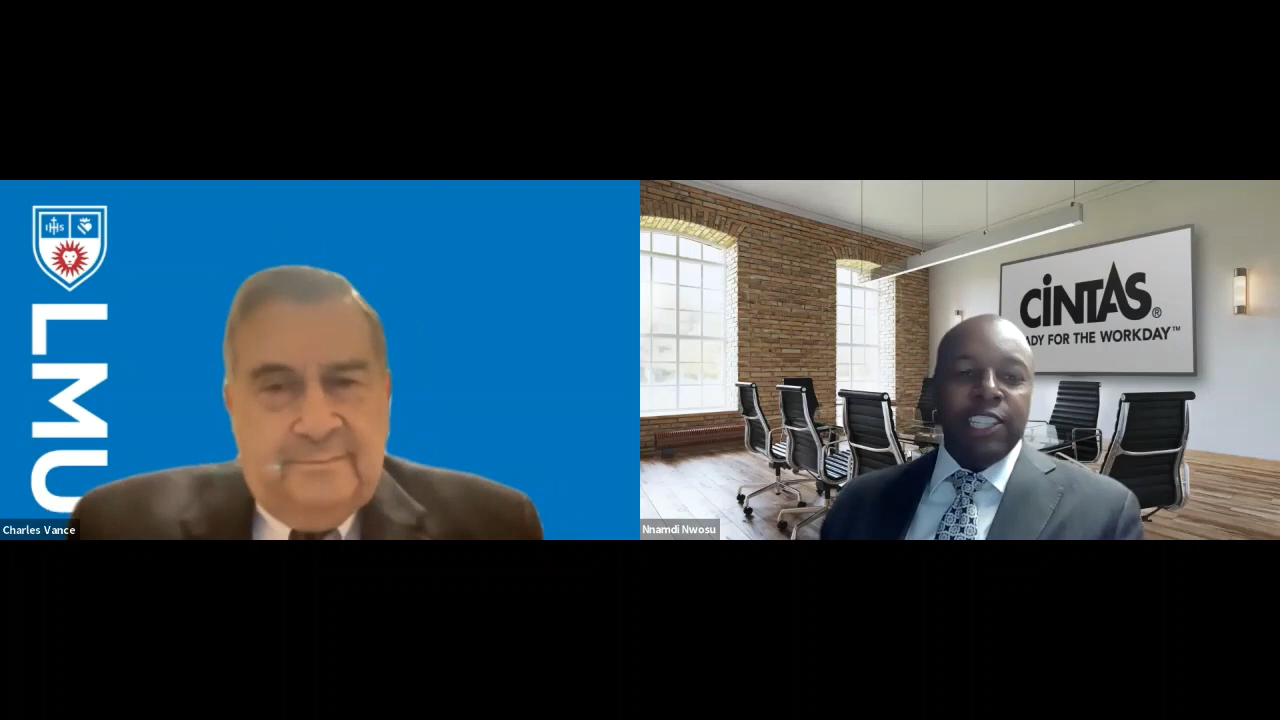 IHS
LMU
Charles Vance
CINTAS®
ADY FOR THE WORKDAY™
Nnamdi Nwosu